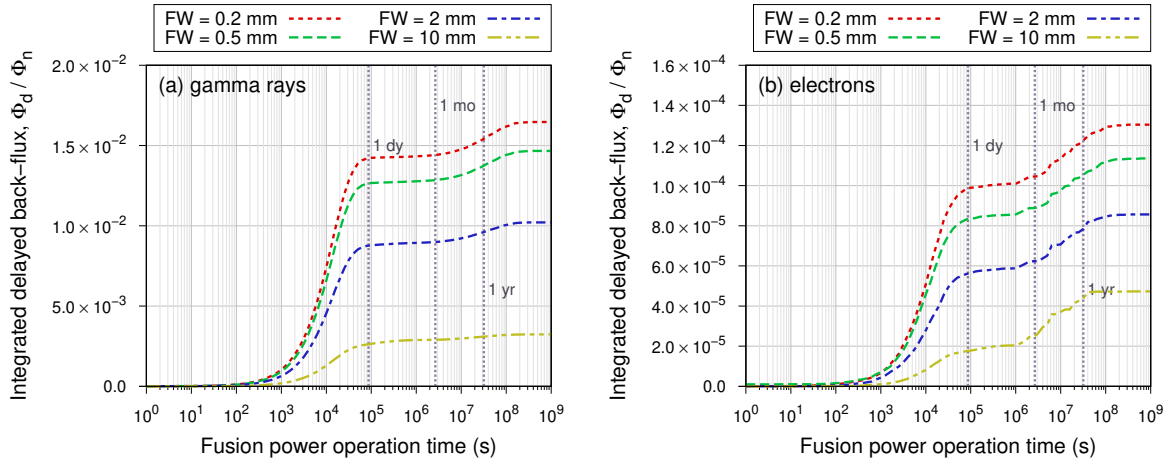 FW = 0.2 mm FW = 2 mm
FW = 0.5 mm FW = 10 mm
Integrated delayed back−flux, Φd / Φn
2.0 × 10⁻²
1.5 × 10⁻²
1.0 × 10⁻²
5.0 × 10⁻³
0.0
(a) gamma rays
1 mo
1 dy
1 yr
10⁰ 10¹ 10² 10³ 10⁴ 10⁵ 10⁶ 10⁷ 10⁸ 10⁹
Fusion power operation time (s)
FW = 0.2 mm FW = 2 mm
FW = 0.5 mm FW = 10 mm
Integrated delayed back−flux, Φd / Φn
1.6 × 10⁻⁴
1.4 × 10⁻⁴
1.2 × 10⁻⁴
1.0 × 10⁻⁴
8.0 × 10⁻⁵
6.0 × 10⁻⁵
4.0 × 10⁻⁵
2.0 × 10⁻⁵
0.0
(b) electrons
1 mo
1 dy
1 yr
10⁰ 10¹ 10² 10³ 10⁴ 10⁵ 10⁶ 10⁷ 10⁸ 10⁹
Fusion power operation time (s)